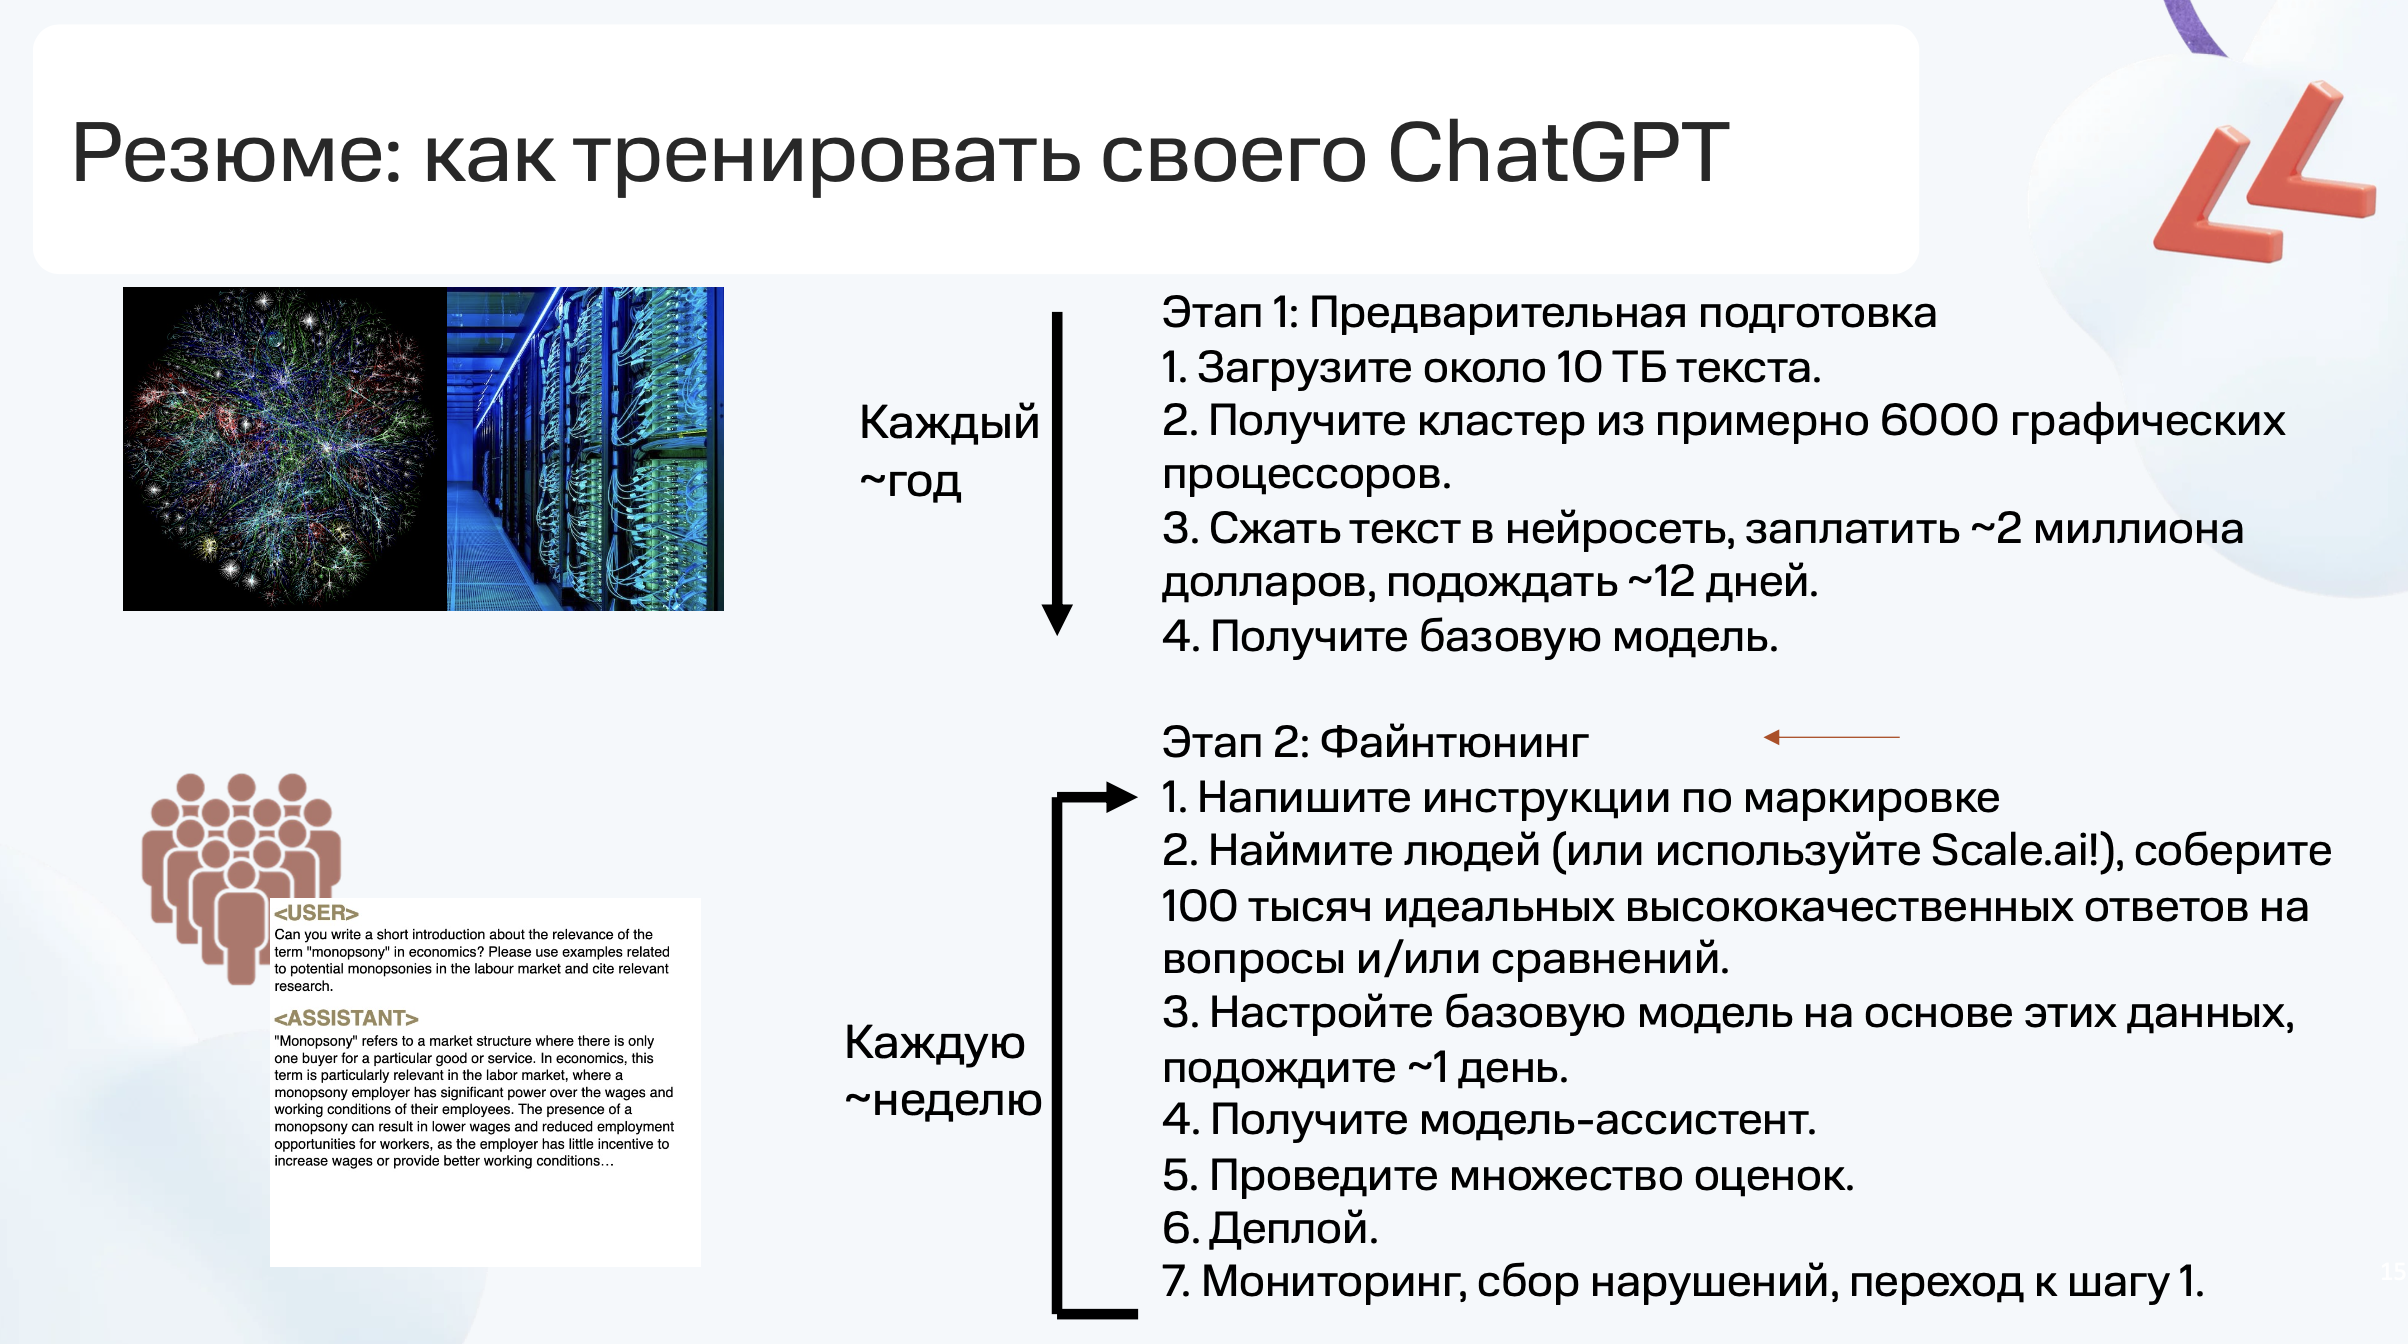 Резюме: как тренировать своего ChatGPT
Каждый
~год
Этап 1: Предварительная подготовка
1. Загрузите около 10 ТБ текста.
2. Получите кластер из примерно 6000 графических
процессоров.
3. Сжать текст в нейросеть, заплатить ~2 миллиона
долларов, подождать ~12 дней.
4. Получите базовую модель.
<USER>
Can you write a short introduction about the relevance of the
term "monopsony" in economics? Please use examples related
to potential monopsonies in the labour market and cite relevant
research.
<ASSISTANT>
"Monopsony" refers to a market structure where there is only
one buyer for a particular good or service. In economics, this
term is particularly relevant in the labor market, where a
monopsony employer has significant power over the wages and
working conditions of their employees. The presence of a
monopsony can result in lower wages and reduced employment
opportunities for workers, as the employer has little incentive to
increase wages or provide better working conditions…
Каждую
~неделю
Этап 2: Файнтюнинг
1. Напишите инструкции по маркировке
2. Наймите людей (или используйте Scale.ai!), соберите
100 тысяч идеальных высококачественных ответов на
вопросы и/или сравнений.
3. Настройте базовую модель на основе этих данных,
подождите ~1 день.
4. Получите модель-ассистент.
5. Проведите множество оценок.
6. Деплой.
7. Мониторинг, сбор нарушений, переход к шагу 1.
15